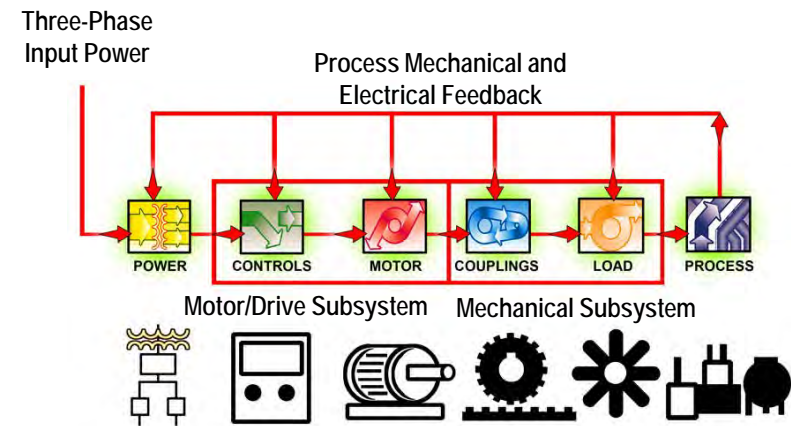 Three-Phase
Input Power
Process Mechanical and
Electrical Feedback
POWER
CONTROLS
MOTOR
COUPLINGS
LOAD
PROCESS
Motor/Drive Subsystem
Mechanical Subsystem